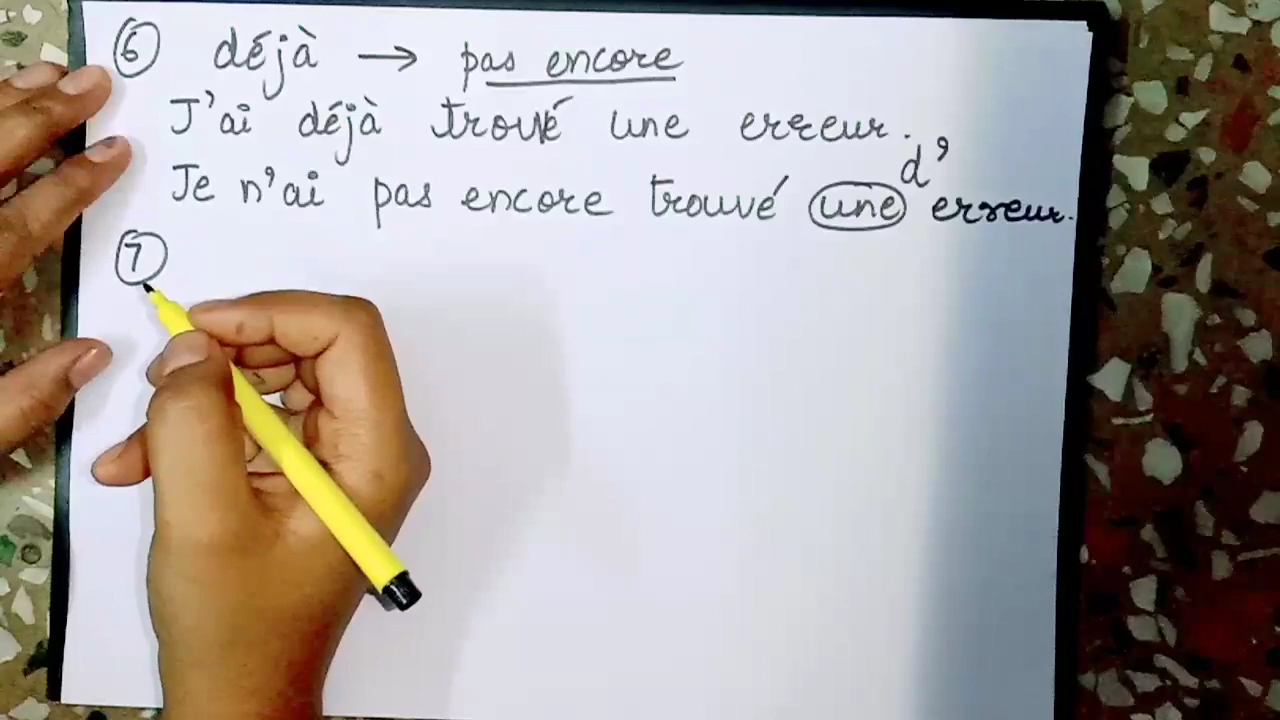 ⑥ déjà → pas encore
J'ai déjà trouvé une erreur.
d'
Je n'ai pas encore trouvé une erreur.
⑦